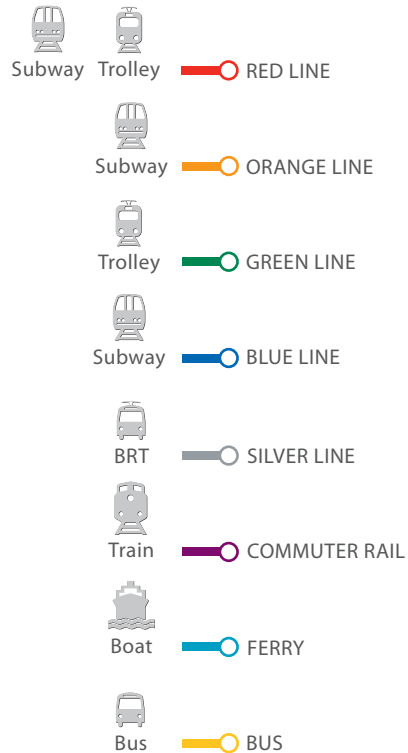 Subway Trolley RED LINE
Subway ORANGE LINE
Trolley GREEN LINE
Subway BLUE LINE
BRT SILVER LINE
Train COMMUTER RAIL
Boat FERRY
Bus BUS